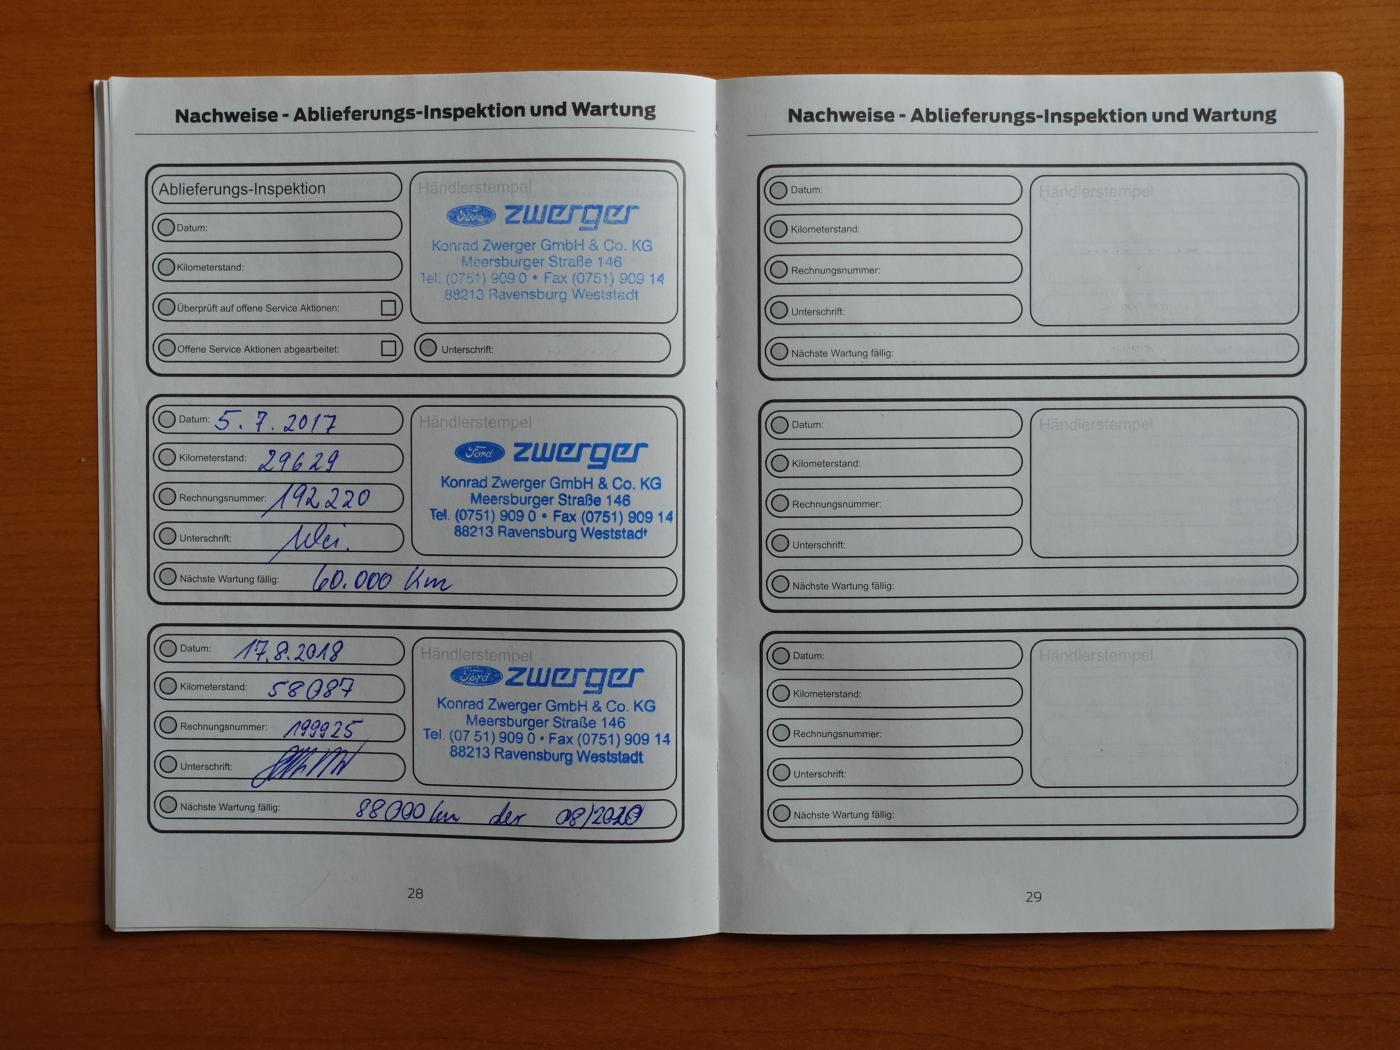 Nachweise - Ablieferungs-Inspektion und Wartung
Ablieferungs-Inspektion
Datum:
Kilometerstand:
Überprüft auf offene Service Aktionen:
Offene Service Aktionen abgearbeitet:
Händlerstempel
Ford zwerger
Konrad Zwerger GmbH & Co. KG
Meersburger Straße 146
Tel. (0751) 909 0 • Fax (0751) 909 14
88213 Ravensburg Weststadt
Unterschrift:
Datum: 5.7.2017
Kilometerstand: 29629
Rechnungsnummer: 192220
Unterschrift:
Nächste Wartung fällig: 60.000 Km
Händlerstempel
Ford zwerger
Konrad Zwerger GmbH & Co. KG
Meersburger Straße 146
Tel. (0751) 909 0 • Fax (0751) 909 14
88213 Ravensburg Weststadt
Datum: 17.8.2018
Kilometerstand: 58087
Rechnungsnummer: 199925
Unterschrift:
Nächste Wartung fällig: 88000 km 08/2020
Händlerstempel
Ford zwerger
Konrad Zwerger GmbH & Co. KG
Meersburger Straße 146
Tel. (07 51) 909 0 • Fax (0751) 909 14
88213 Ravensburg Weststadt
28
Nachweise - Ablieferungs-Inspektion und Wartung
Datum:
Kilometerstand:
Rechnungsnummer:
Unterschrift:
Nächste Wartung fällig:
Händlerstempel
Datum:
Kilometerstand:
Rechnungsnummer:
Unterschrift:
Nächste Wartung fällig:
Händlerstempel
Datum:
Kilometerstand:
Rechnungsnummer:
Unterschrift:
Nächste Wartung fällig:
Händlerstempel
29